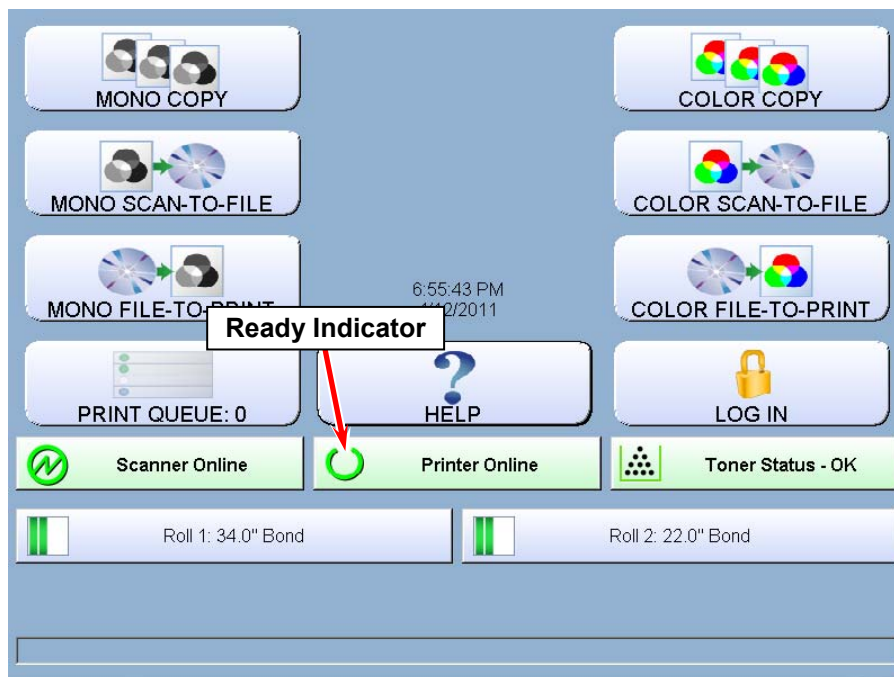 MONO COPY
COLOR COPY
MONO SCAN-TO-FILE
COLOR SCAN-TO-FILE
MONO FILE-TO-PRINT
6:55:43 PM
2/2011
COLOR FILE-TO-PRINT
Ready Indicator
PRINT QUEUE: 0
HELP
LOG IN
Scanner Online
Printer Online
Toner Status - OK
Roll 1: 34.0" Bond
Roll 2: 22.0" Bond